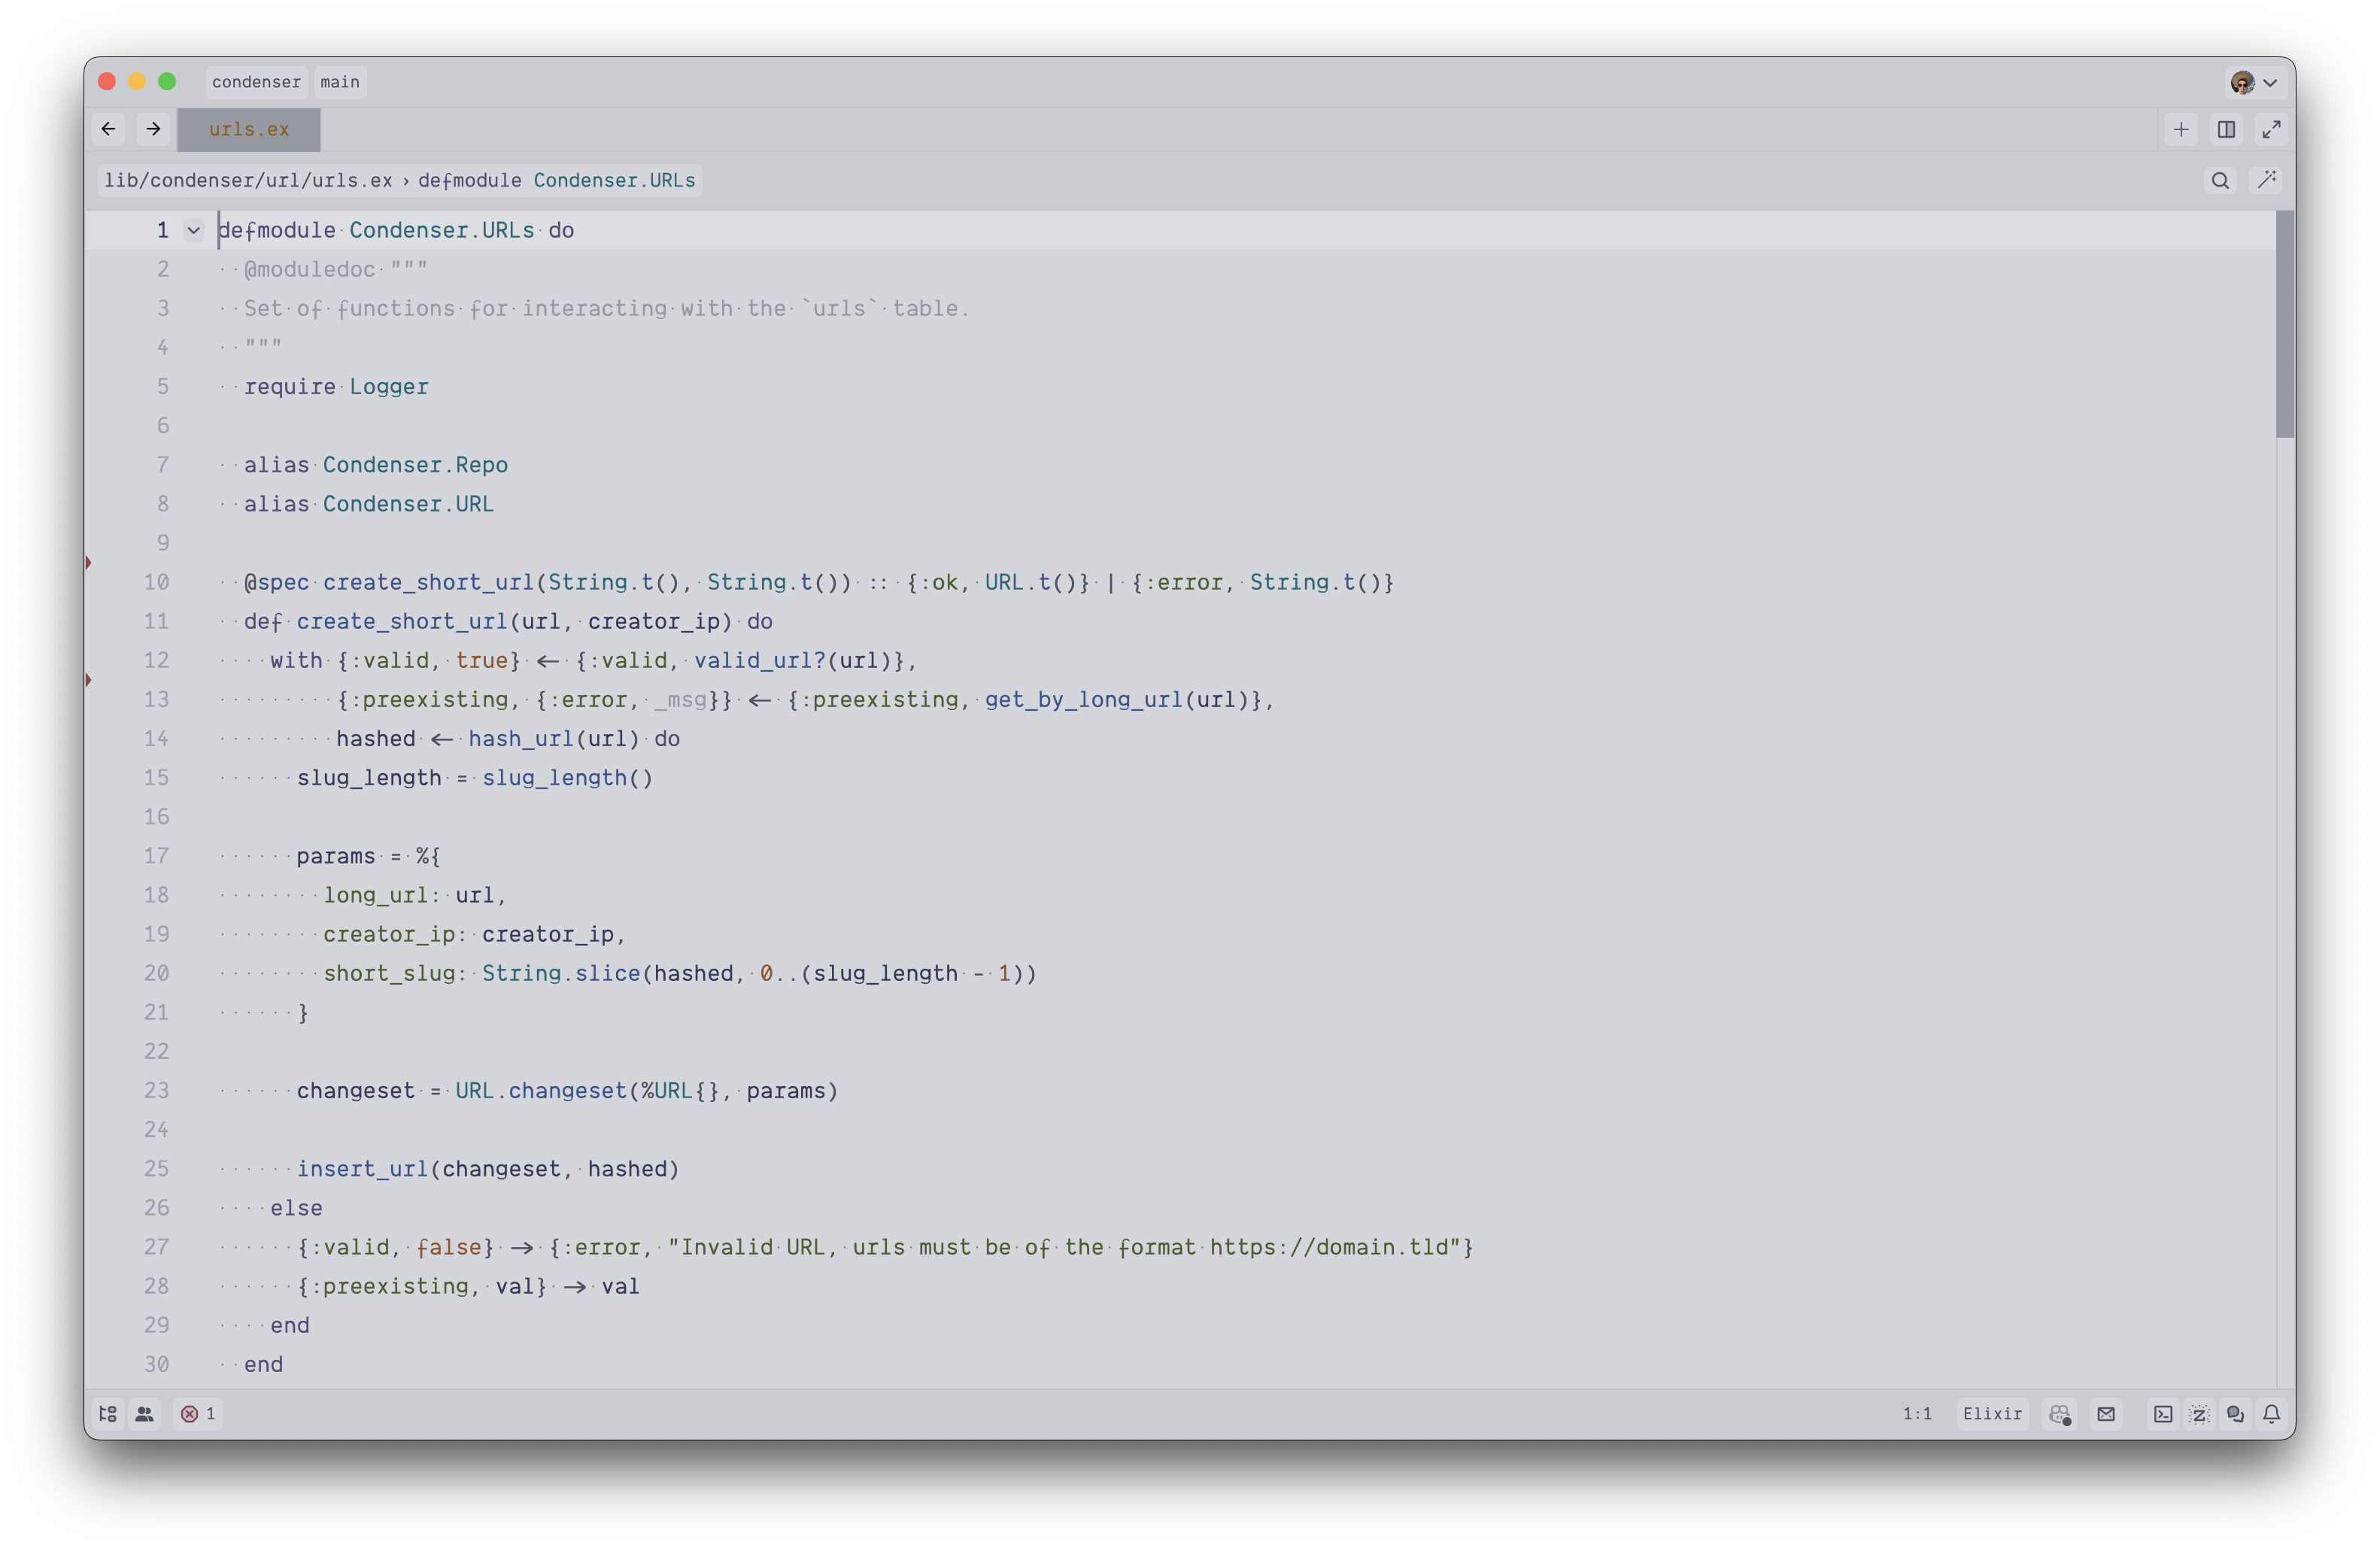 condenser main
urls.ex
lib/condenser/url/urls.ex › defmodule Condenser.URLs
1 defmodule Condenser.URLs do
2   @moduledoc """
3   Set of functions for interacting with the `urls` table.
4   """
5   require Logger
6
7   alias Condenser.Repo
8   alias Condenser.URL
9
10   @spec create_short_url(String.t(), String.t()) :: {:ok, URL.t()} | {:error, String.t()}
11   def create_short_url(url, creator_ip) do
12     with {:valid, true} <- {:valid, valid_url?(url)},
13          {:preexisting, {:error, _msg}} <- {:preexisting, get_by_long_url(url)},
14          hashed <- hash_url(url) do
15       slug_length = slug_length()
16
17       params = %{
18         long_url: url,
19         creator_ip: creator_ip,
20         short_slug: String.slice(hashed, 0..(slug_length - 1))
21       }
22
23       changeset = URL.changeset(%URL{}, params)
24
25       insert_url(changeset, hashed)
26     else
27       {:valid, false} -> {:error, "Invalid URL, urls must be of the format https://domain.tld"}
28       {:preexisting, val} -> val
29     end
30   end
1 1:1 Elixir